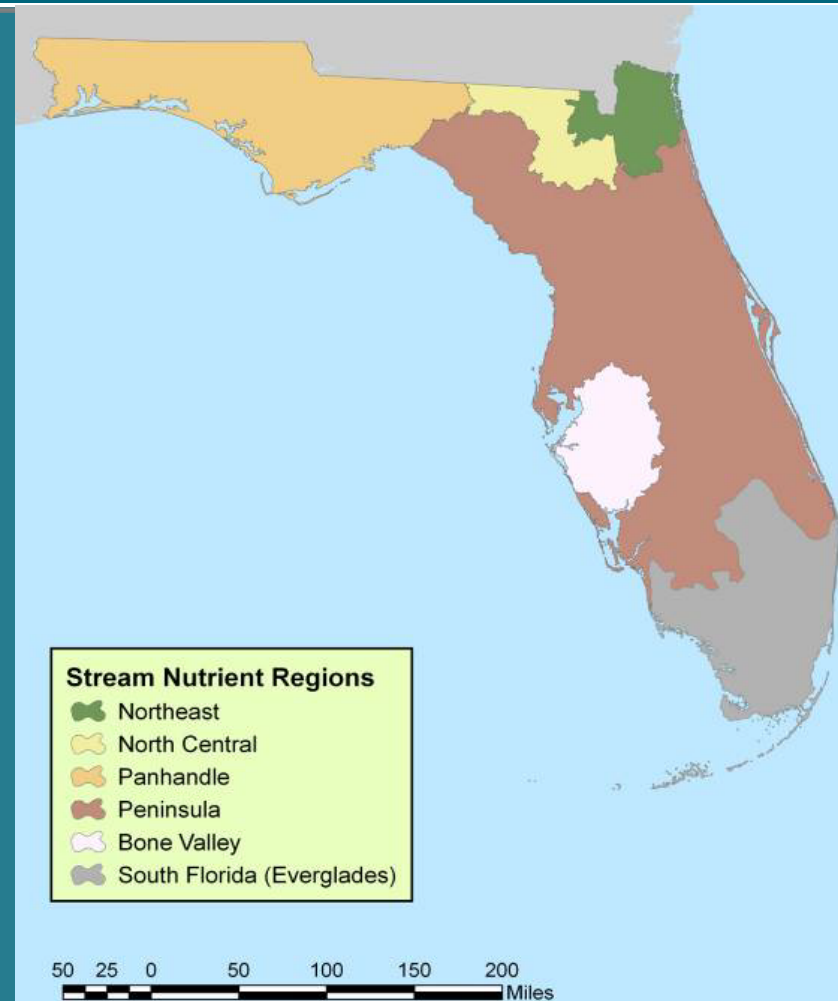 Stream Nutrient Regions
Northeast
North Central
Panhandle
Peninsula
Bone Valley
South Florida (Everglades)
50 25 0 50 100 150 200
Miles